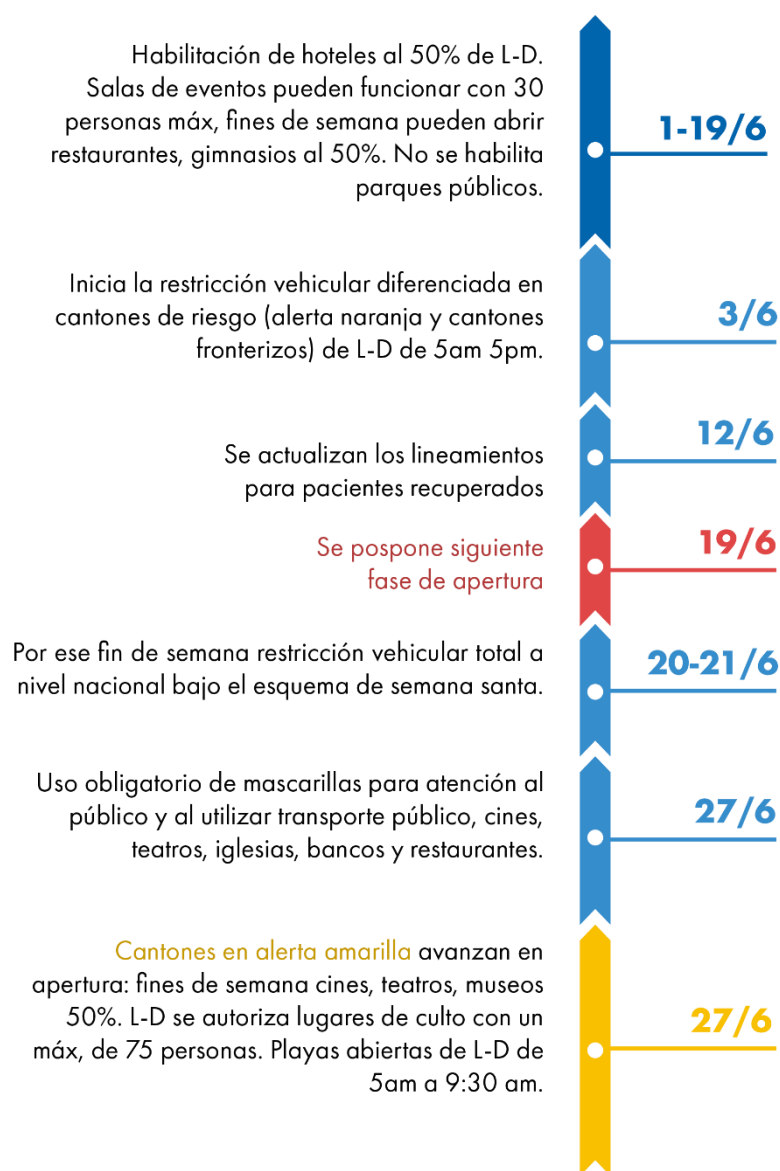 Habilitación de hoteles al 50% de L-D.
Salas de eventos pueden funcionar con 30
personas máx, fines de semana pueden abrir
restaurantes, gimnasios al 50%. No se habilita
parques públicos.
1-19/6
Inicia la restricción vehicular diferenciada en
cantones de riesgo (alerta naranja y cantones
fronterizos) de L-D de 5am 5pm.
3/6
Se actualizan los lineamientos
para pacientes recuperados
12/6
Se pospone siguiente
fase de apertura
19/6
Por ese fin de semana restricción vehicular total a
nivel nacional bajo el esquema de semana santa.
20-21/6
Uso obligatorio de mascarillas para atención al
público y al utilizar transporte público, cines,
teatros, iglesias, bancos y restaurantes.
27/6
Cantones en alerta amarilla avanzan en
apertura: fines de semana cines, teatros, museos
50%. L-D se autoriza lugares de culto con un
máx, de 75 personas. Playas abiertas de L-D de
5am a 9:30 am.
27/6